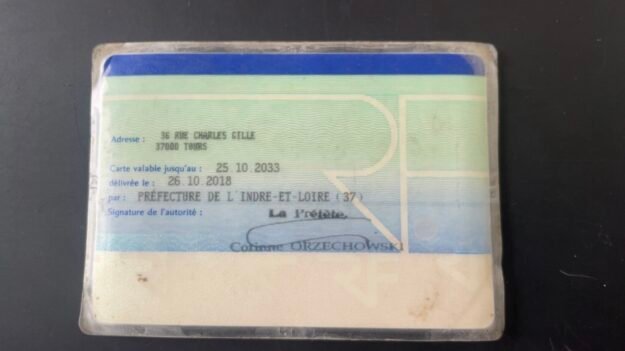 Adresse : 36 RUE CHARLES GILLE
37000 TOURS
Carte valable jusqu'au : 25.10.2033
délivrée le : 26.10.2018
par : PRÉFECTURE DE L'INDRE-ET-LOIRE (37)
Signature de l'autorité : La Préfète,
Corinne ORZECHOWSKI